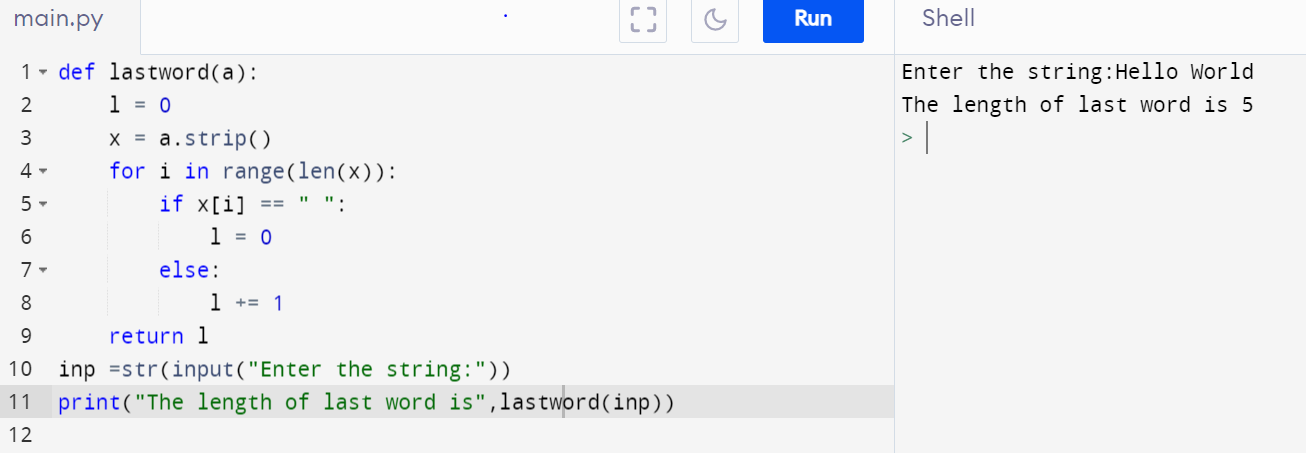 main.py
Run
Shell
1 def lastword(a):
2     l = 0
3     x = a.strip()
4     for i in range(len(x)):
5         if x[i] == " ":
6             l = 0
7         else:
8             l += 1
9     return l
10 inp =str(input("Enter the string:"))
11 print("The length of last word is",lastword(inp))
12
Enter the string:Hello World
The length of last word is 5
>